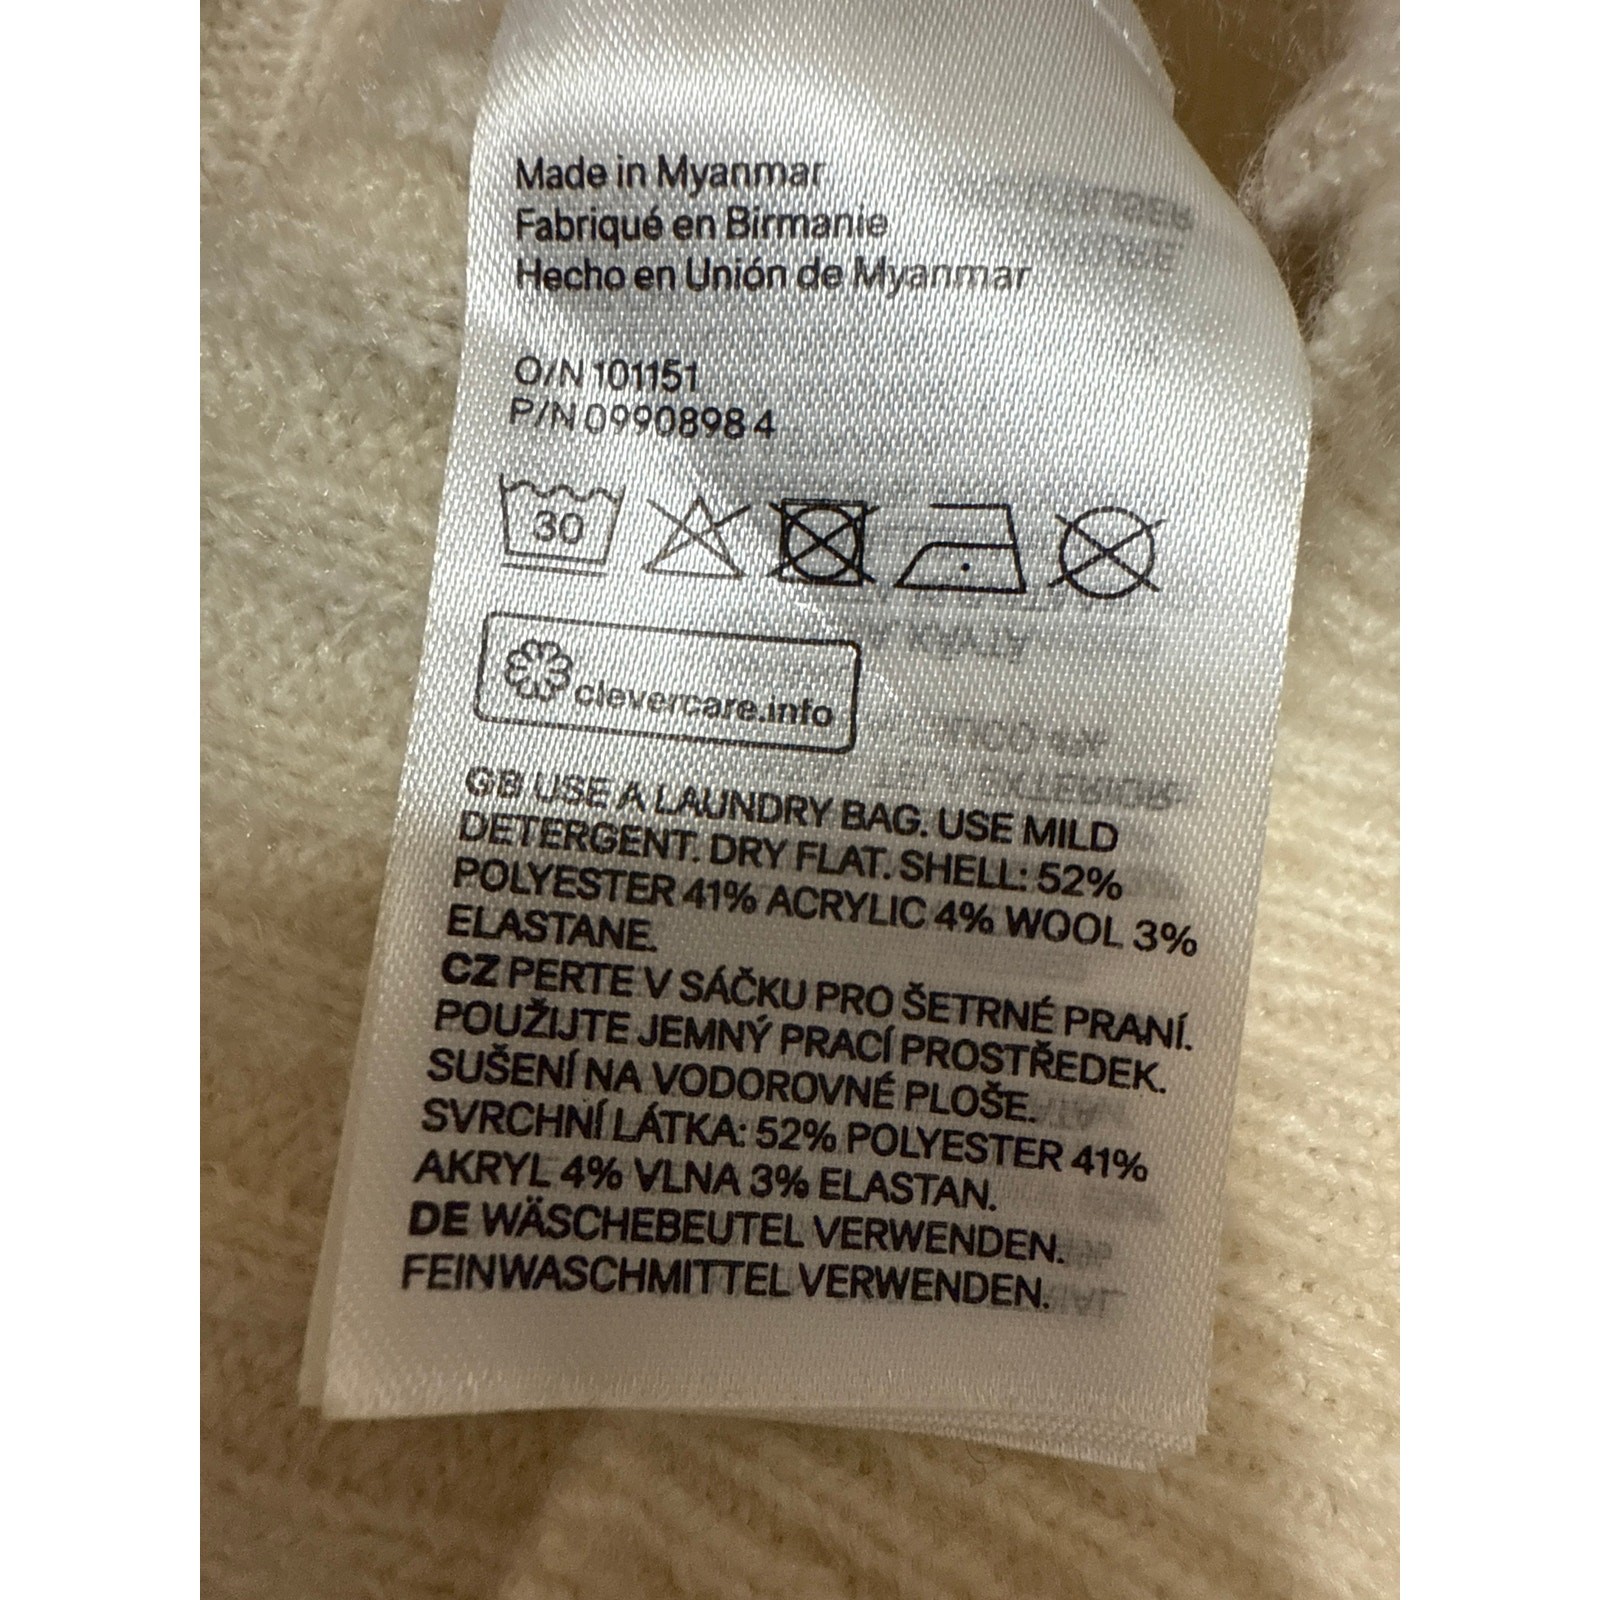 Made in Myanmar
Fabriqué en Birmanie
Hecho en Unión de Myanmar
O/N 101151
P/N 0990898 4
30
clevercare.info
GB USE A LAUNDRY BAG. USE MILD
DETERGENT. DRY FLAT. SHELL: 52%
POLYESTER 41% ACRYLIC 4% WOOL 3%
ELASTANE.
CZ PERTE V SÁČKU PRO ŠETRNÉ PRANÍ.
POUŽIJTE JEMNÝ PRACÍ PROSTŘEDEK.
SUŠENÍ NA VODOROVNÉ PLOŠE.
SVRCHNÍ LÁTKA: 52% POLYESTER 41%
AKRYL 4% VLNA 3% ELASTAN.
DE WÄSCHEBEUTEL VERWENDEN.
FEINWASCHMITTEL VERWENDEN.